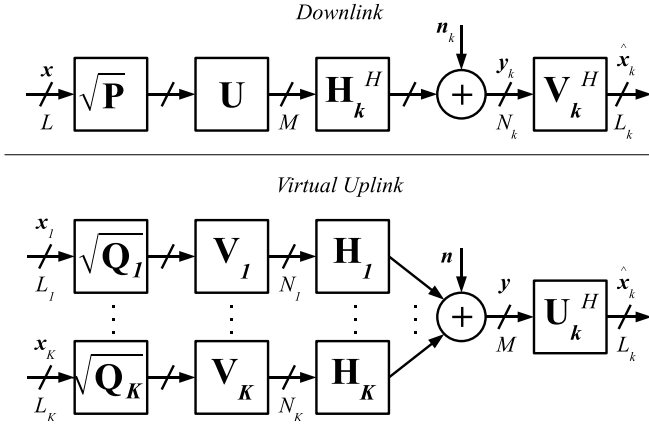 Downlink
n_k
x √P U H_k^H + y_k V_k^H x̂_k
L M N_k L_k
Virtual Uplink
x_1 √Q_1 V_1 H_1
L_1 N_1
n y x̂_k
+ U_k^H
M L_k
x_K √Q_K V_K H_K
L_K N_K